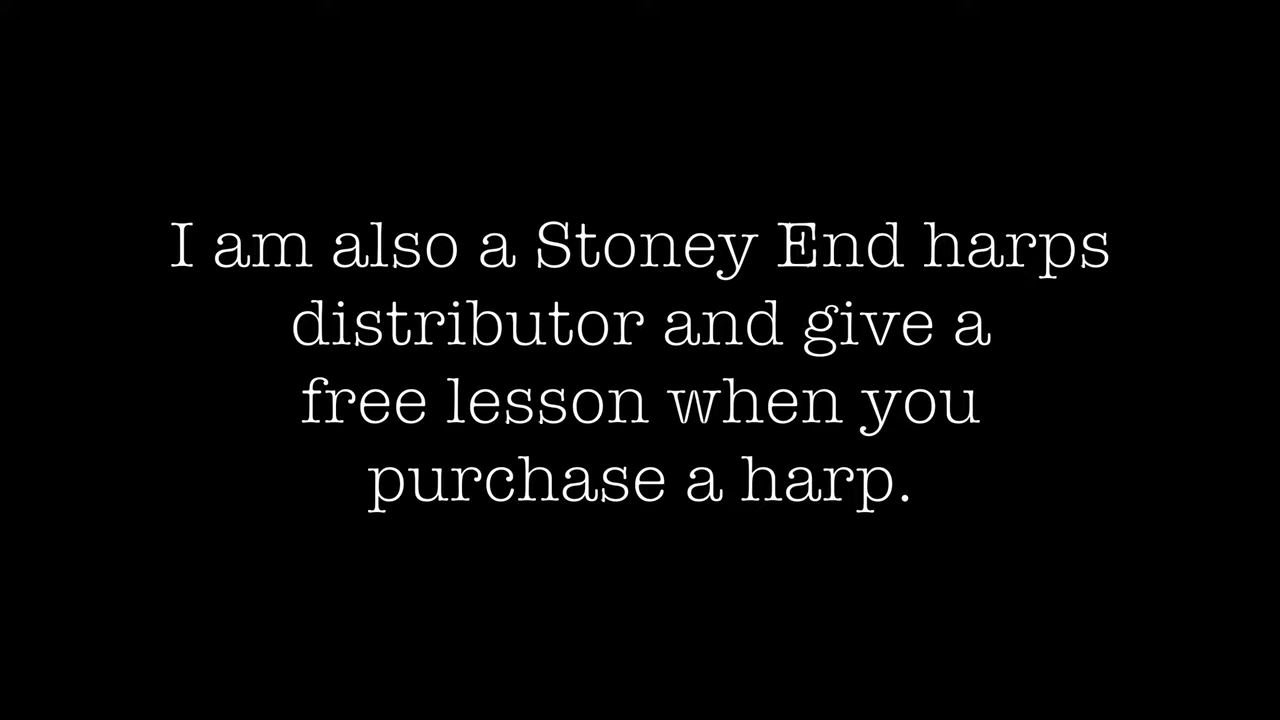 I am also a Stoney End harps
distributor and give a
free lesson when you
purchase a harp.